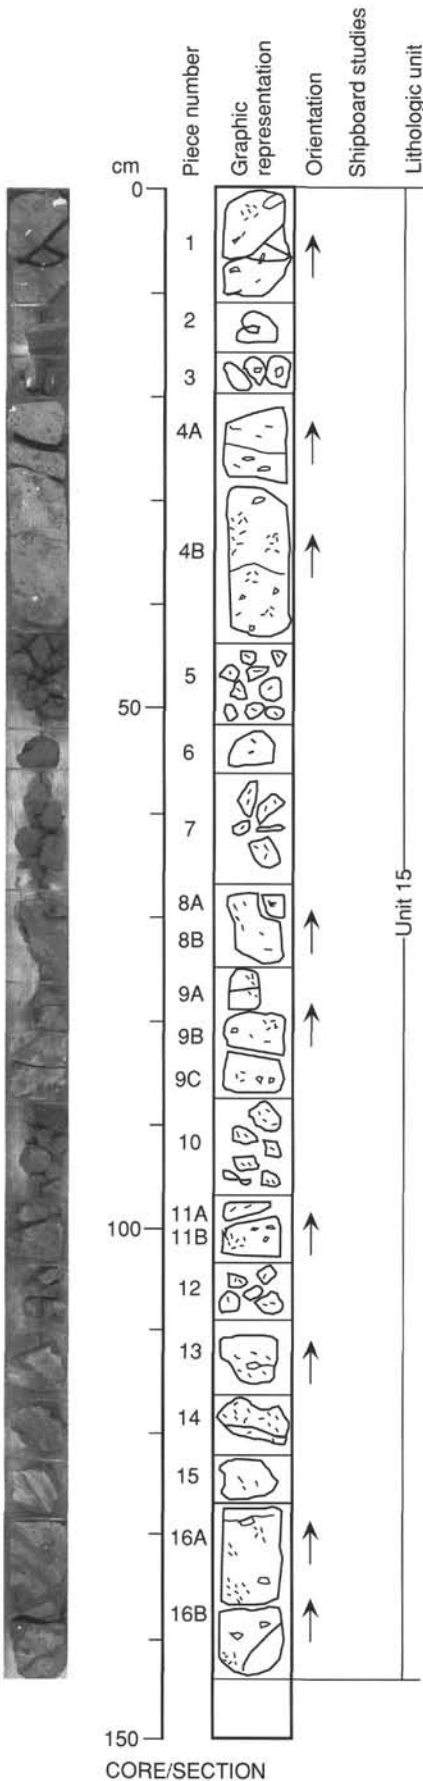 cm
Piece number
Graphic representation
Orientation
Shipboard studies
Lithologic unit
0
1
2
3
4A
4B
5
50
6
7
8A
8B
Unit 15
9A
9B
9C
10
11A
100
11B
12
13
14
15
16A
16B
150
CORE/SECTION